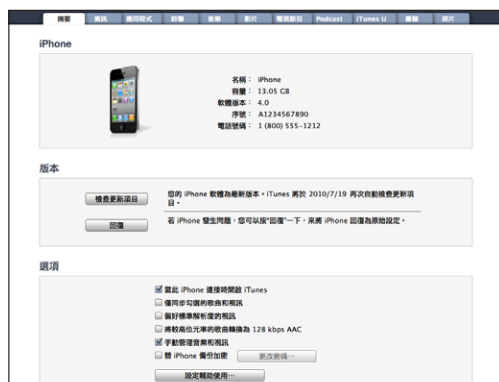 摘要 資訊 應用程式 鈴聲 音樂 影片 電視節目 Podcast iTunes U 書籍 照片
iPhone
名稱： iPhone
容量： 13.05 GB
軟體版本： 4.0
序號： A1234567890
電話號碼： 1 (800) 555-1212
版本
檢查更新項目
您的 iPhone 軟體為最新版本。iTunes 將於 2010/7/19 再次自動檢查更新項
目。
回復
若 iPhone 發生問題，您可以按“回復”一下，來將 iPhone 回復為原始設定。
選項
當此 iPhone 連接時開啟 iTunes
僅同步勾選的歌曲和視訊
偏好標準解析度的視訊
將較高位元率的歌曲轉換為 128 kbps AAC
手動管理音樂和視訊
替 iPhone 備份加密 更改密碼⋯
設定輔助使用⋯